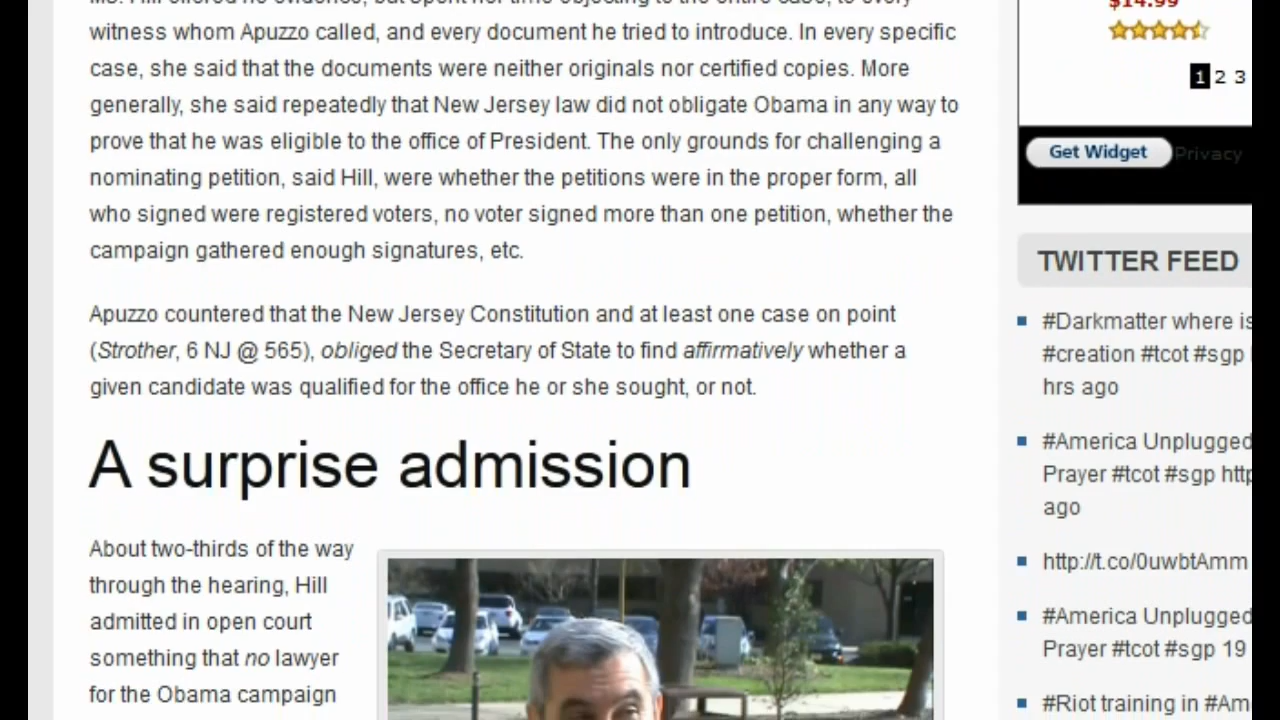 witness whom Apuzzo called, and every document he tried to introduce. In every specific
case, she said that the documents were neither originals nor certified copies. More
generally, she said repeatedly that New Jersey law did not obligate Obama in any way to
prove that he was eligible to the office of President. The only grounds for challenging a
nominating petition, said Hill, were whether the petitions were in the proper form, all
who signed were registered voters, no voter signed more than one petition, whether the
campaign gathered enough signatures, etc.
Apuzzo countered that the New Jersey Constitution and at least one case on point
(Strother, 6 NJ @ 565), obliged the Secretary of State to find affirmatively whether a
given candidate was qualified for the office he or she sought, or not.
A surprise admission
About two-thirds of the way
through the hearing, Hill
admitted in open court
something that no lawyer
for the Obama campaign
$14.99
1 2 3
Get Widget Privacy
TWITTER FEED
#Darkmatter where is
#creation #tcot #sgp
hrs ago
#America Unplugged
Prayer #tcot #sgp http
ago
http://t.co/0uwbtAmm
#America Unplugged
Prayer #tcot #sgp 19
#Riot training in #Am